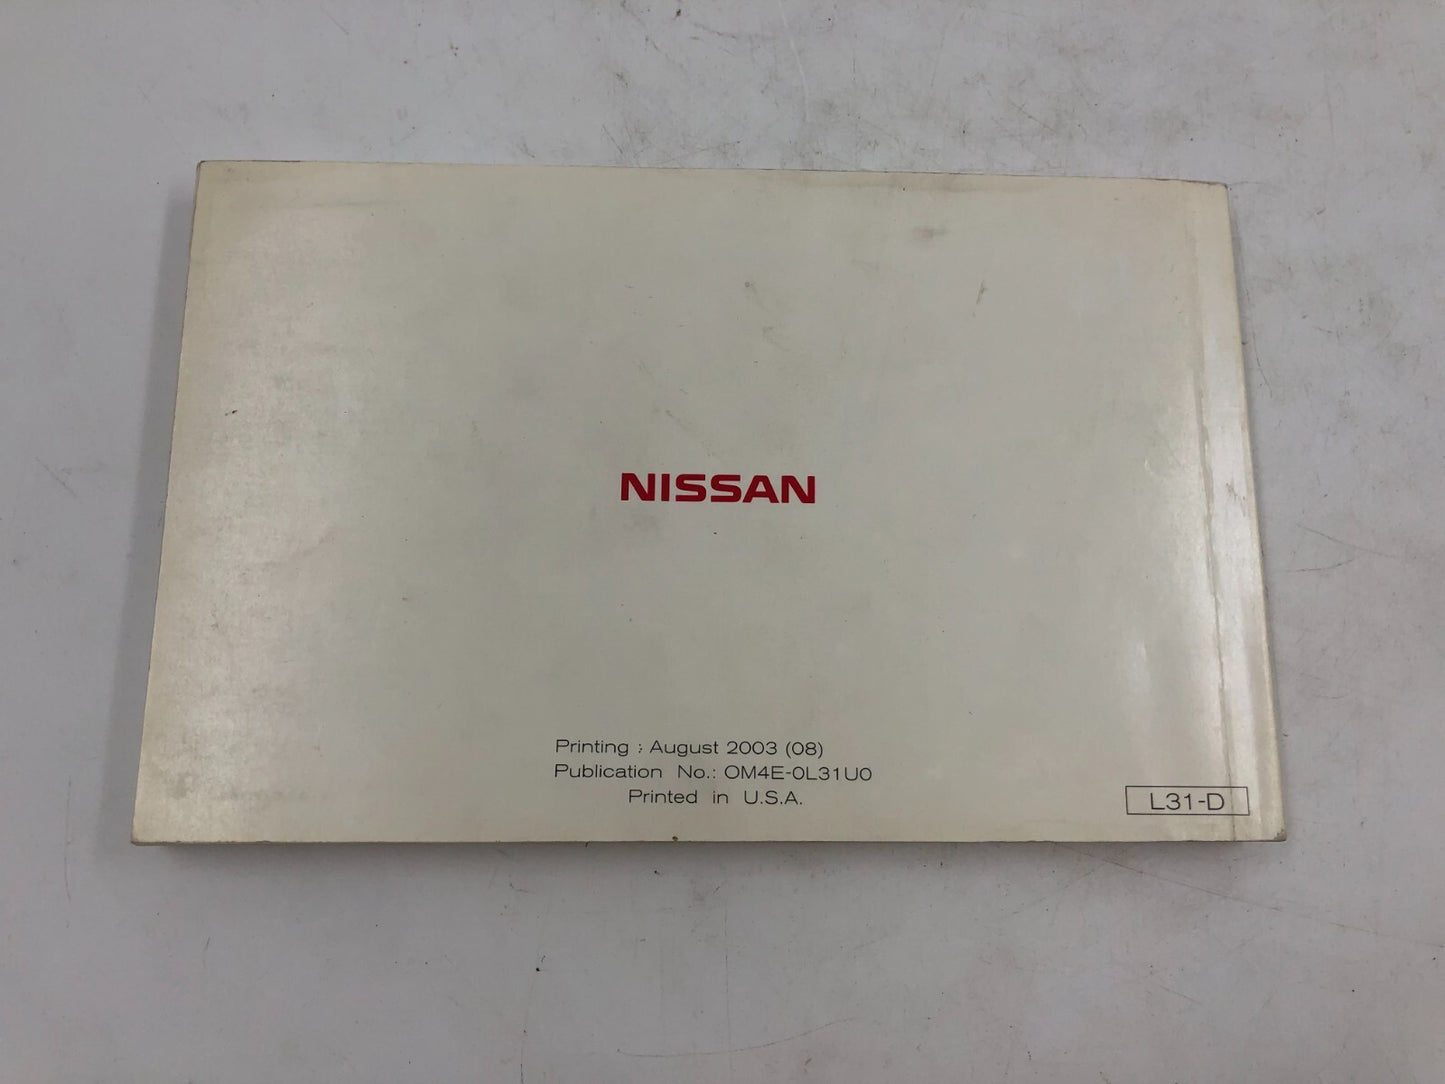 NISSAN
Printing : August 2003 (08)
Publication No.: OM4E-0L31U0
Printed in U.S.A.
L31-D